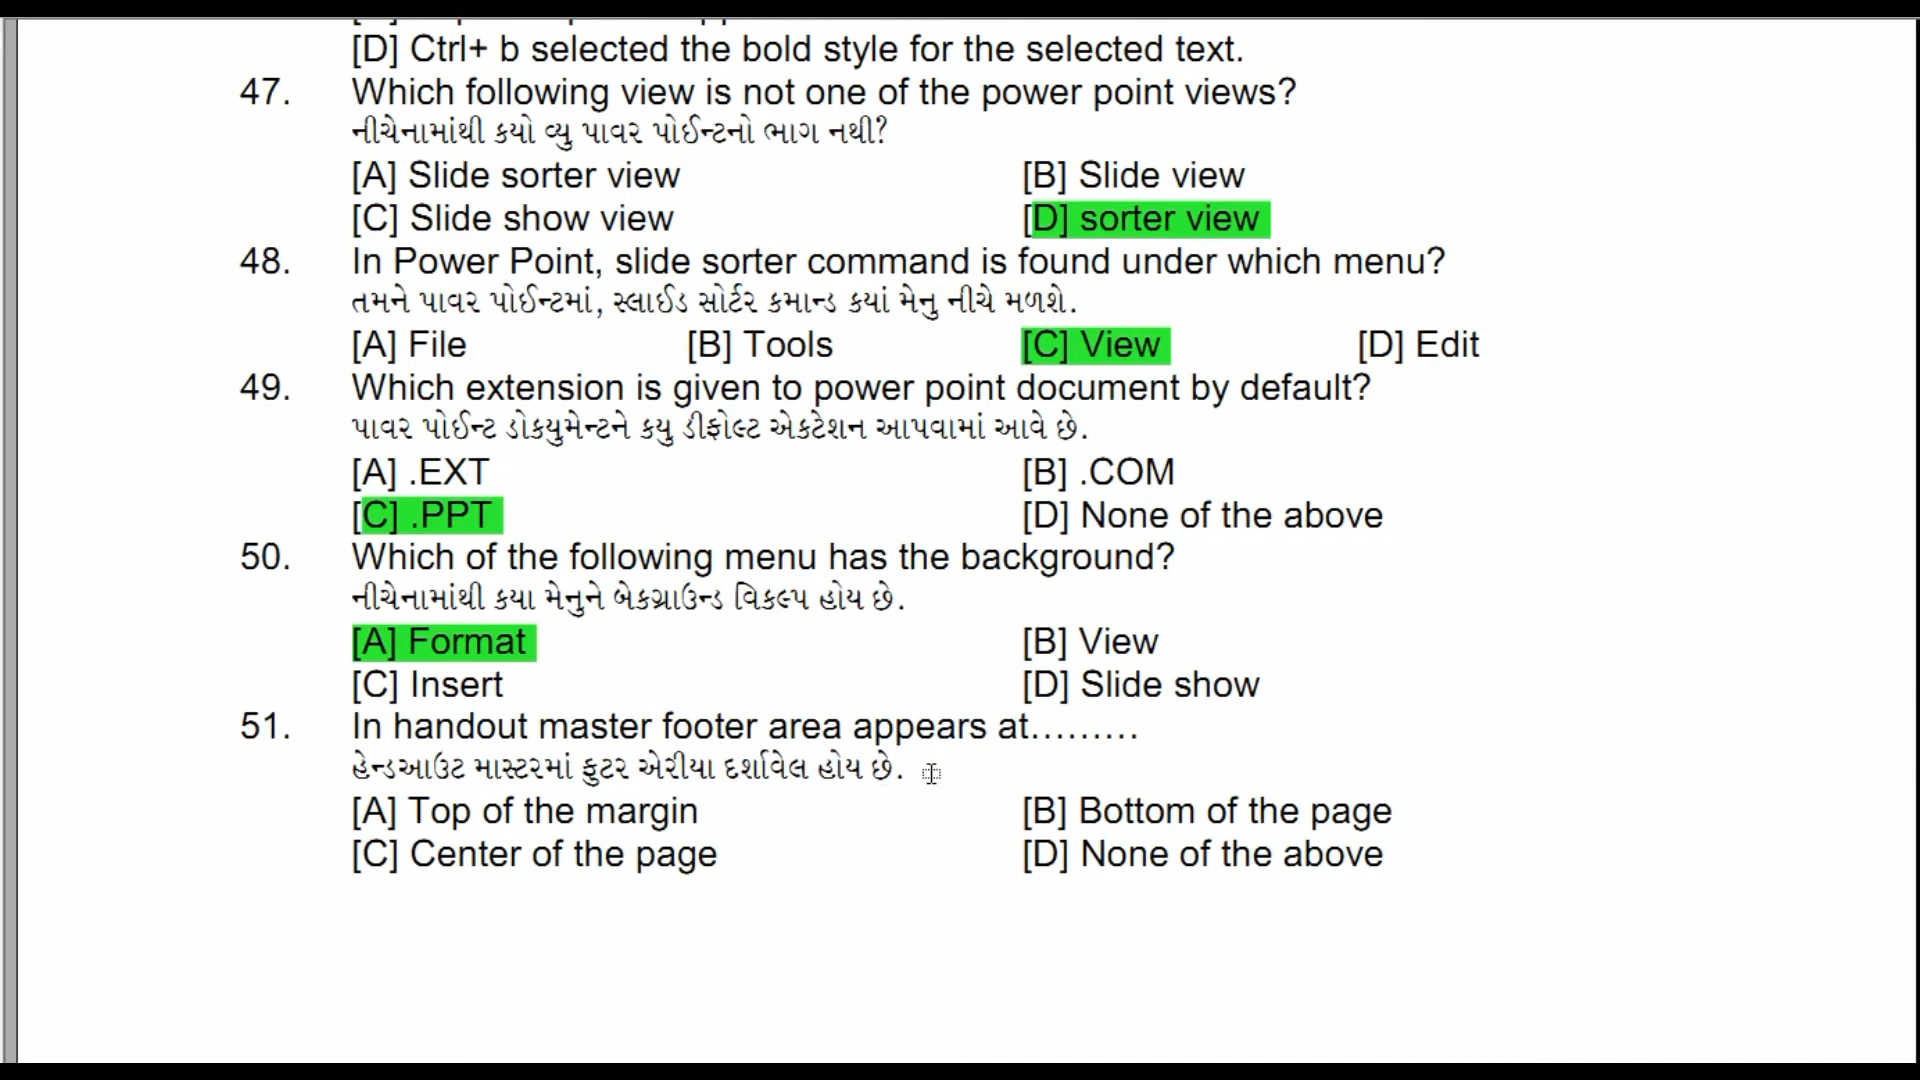 [D] Ctrl+ b selected the bold style for the selected text.
47. Which following view is not one of the power point views?
નીચેનામાંથી કયો વ્યુ પાવર પોઈન્ટનો ભાગ નથી?
[A] Slide sorter view [B] Slide view
[C] Slide show view [D] sorter view
48. In Power Point, slide sorter command is found under which menu?
તમને પાવર પોઈન્ટમાં, સ્લાઈડ સોર્ટર કમાન્ડ કયાં મેનુ નીચે મળશે.
[A] File [B] Tools [C] View [D] Edit
49. Which extension is given to power point document by default?
પાવર પોઈન્ટ ડોકયુમેન્ટને કયુ ડીફોલ્ટ એકટેશન આપવામાં આવે છે.
[A] .EXT [B] .COM
[C] .PPT [D] None of the above
50. Which of the following menu has the background?
નીચેનામાંથી કયા મેનુને બેકગ્રાઉન્ડ વિકલ્પ હોય છે.
[A] Format [B] View
[C] Insert [D] Slide show
51. In handout master footer area appears at.........
હેન્ડઆઉટ માસ્ટરમાં ફુટર એરીયા દર્શાવેલ હોય છે.
[A] Top of the margin [B] Bottom of the page
[C] Center of the page [D] None of the above